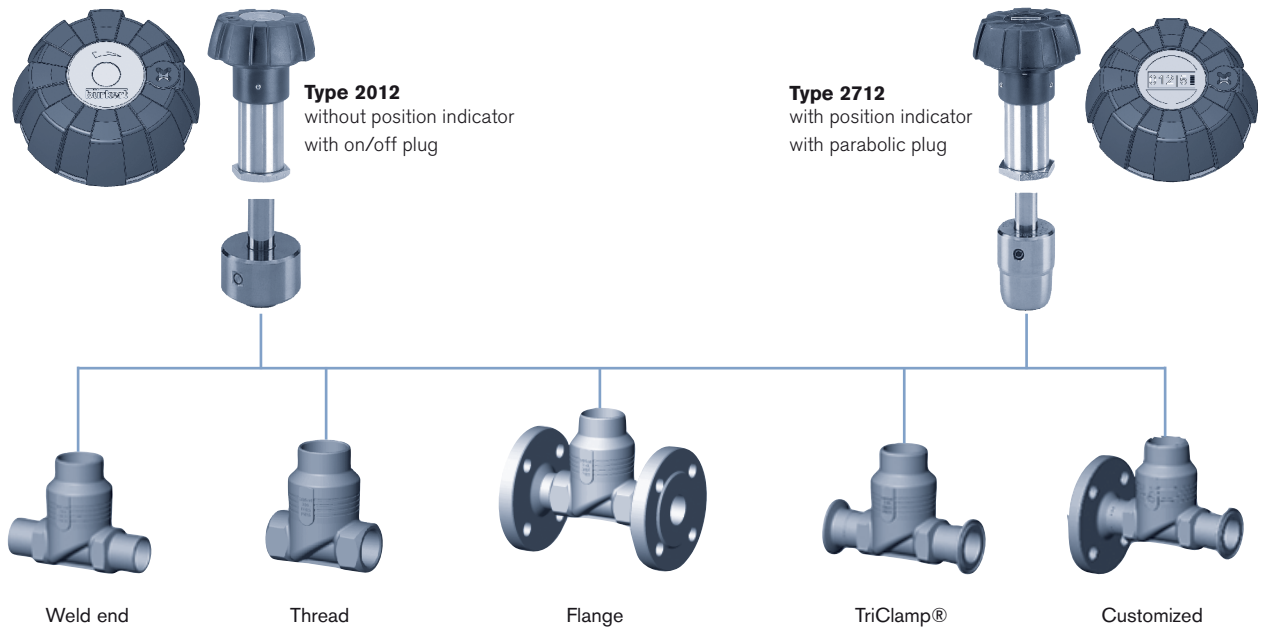 Type 2012
without position indicator
with on/off plug
Type 2712
with position indicator
with parabolic plug
bürkert
Weld end
Thread
Flange
TriClamp®
Customized